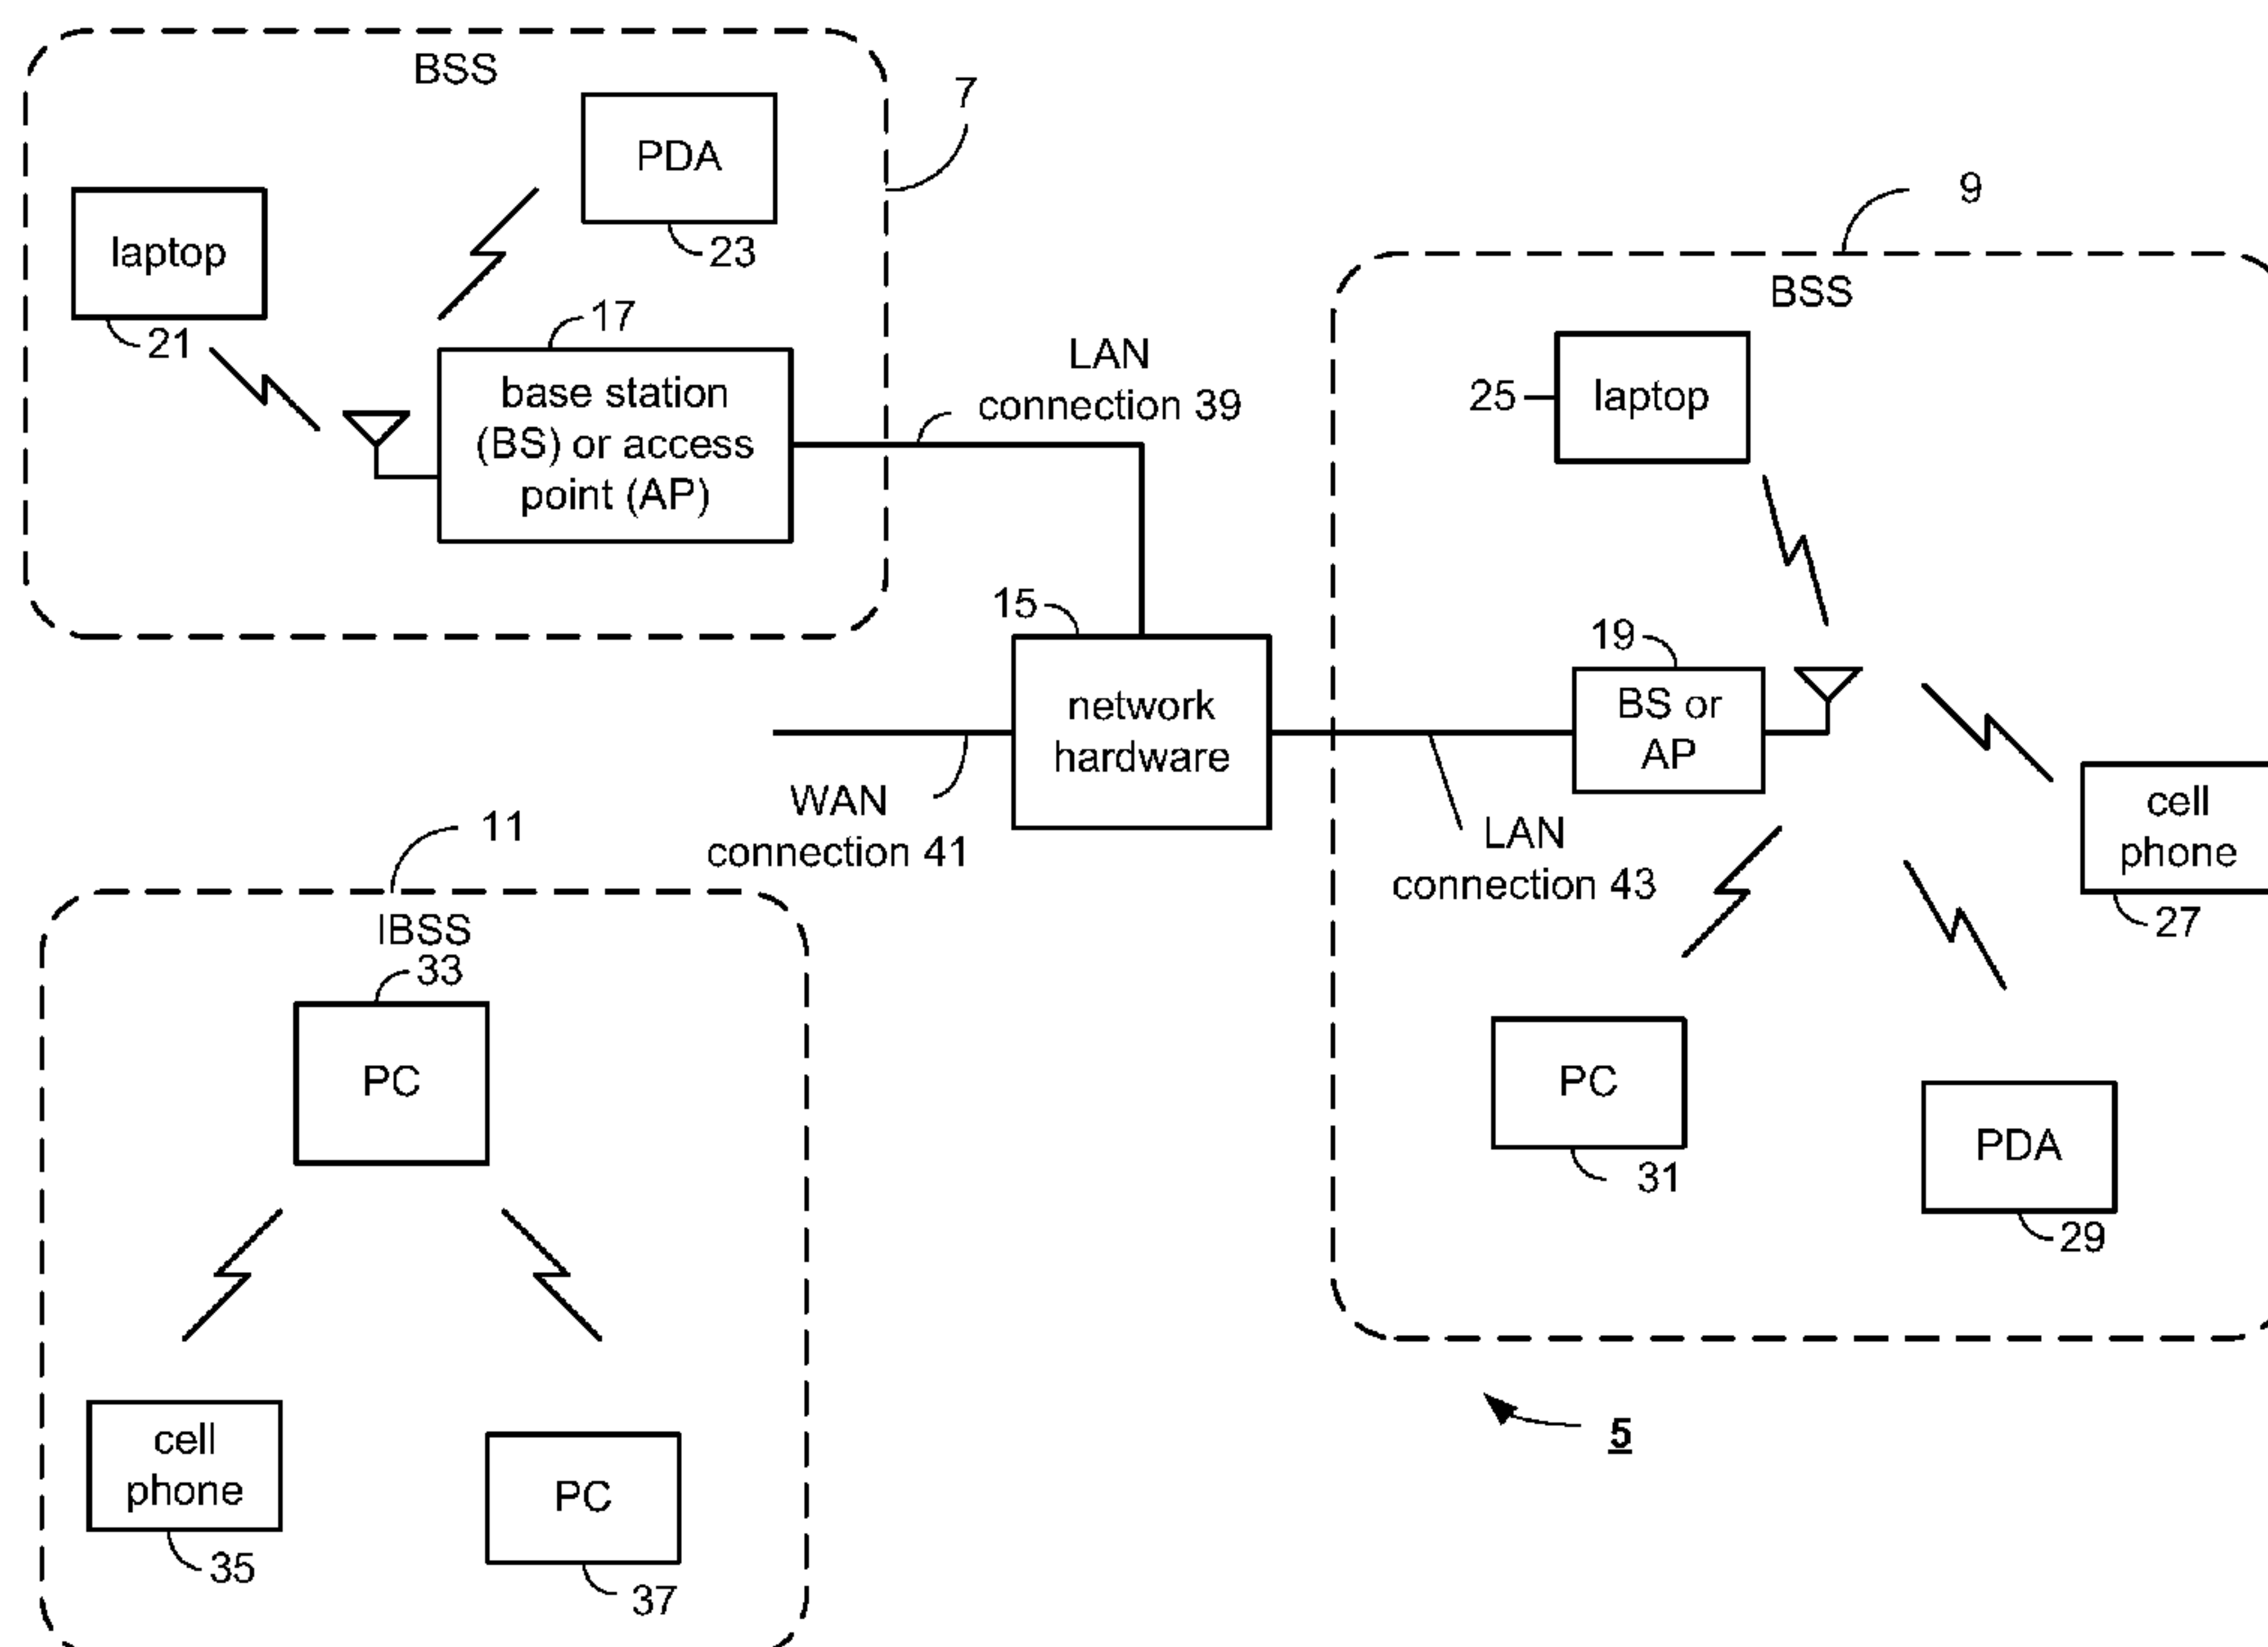 BSS
7
PDA
23
laptop
21
17
base station
(BS) or access
point (AP)
LAN
connection 39
9
BSS
25
laptop
15
network
hardware
19
BS or
AP
WAN
connection 41
LAN
connection 43
cell
phone
27
PC
31
PDA
29
11
IBSS
33
PC
cell
phone
35
PC
37
5